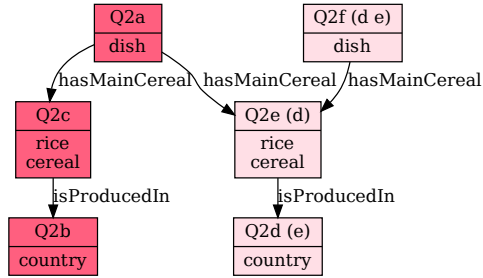 Q2a
dish
Q2f (d e)
dish
hasMainCereal
hasMainCereal
hasMainCereal
Q2c
rice
cereal
Q2e (d)
rice
cereal
isProducedIn
isProducedIn
Q2b
country
Q2d (e)
country